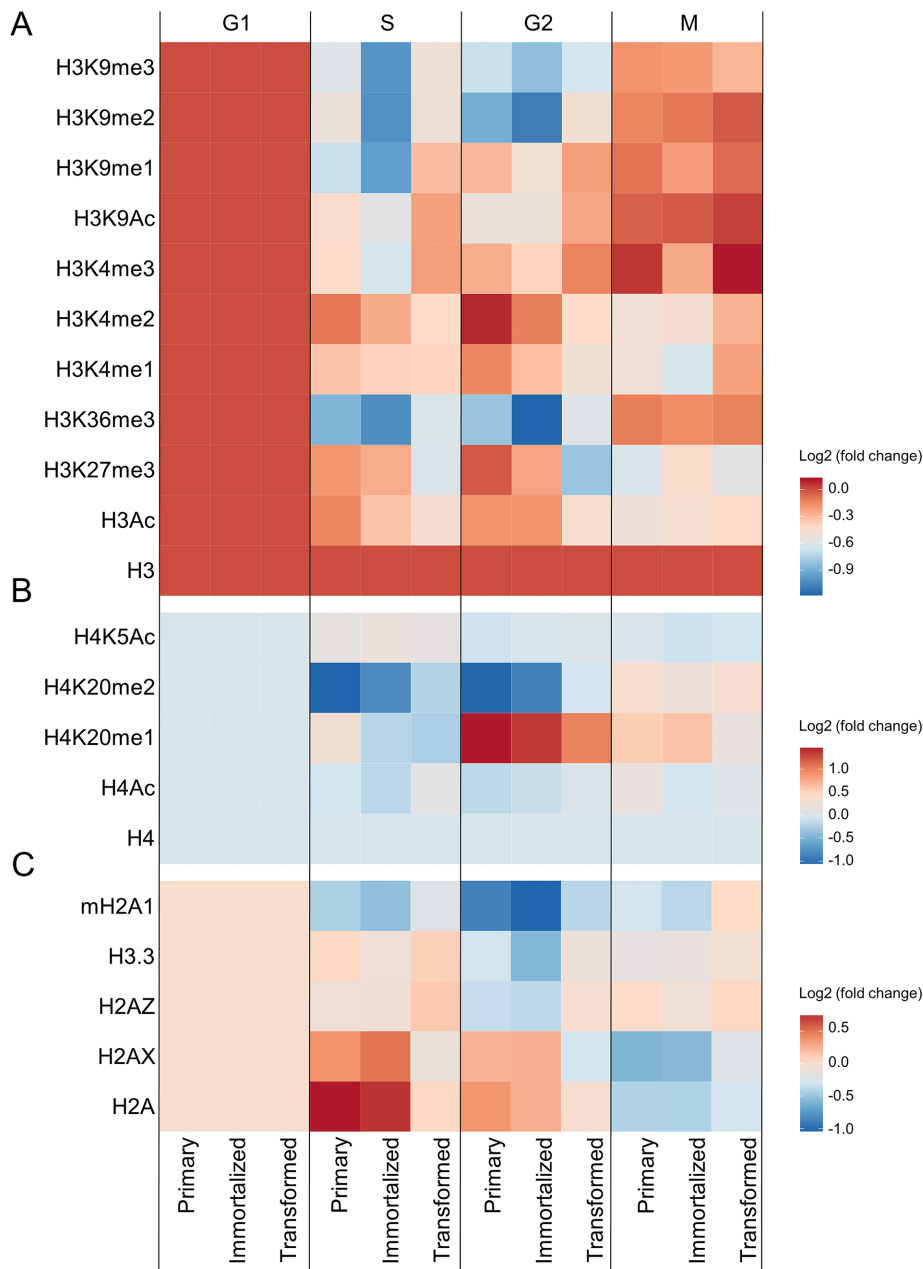 A
G1 S G2 M
H3K9me3
H3K9me2
H3K9me1
H3K9Ac
H3K4me3
H3K4me2
H3K4me1
H3K36me3
H3K27me3
H3Ac
H3
Log2 (fold change)
0.0
-0.3
-0.6
-0.9
B
H4K5Ac
H4K20me2
H4K20me1
H4Ac
H4
Log2 (fold change)
1.0
0.5
0.0
-0.5
-1.0
C
mH2A1
H3.3
H2AZ
H2AX
H2A
Log2 (fold change)
0.5
0.0
-0.5
-1.0
Primary
Immortalized
Transformed
Primary
Immortalized
Transformed
Primary
Immortalized
Transformed
Primary
Immortalized
Transformed